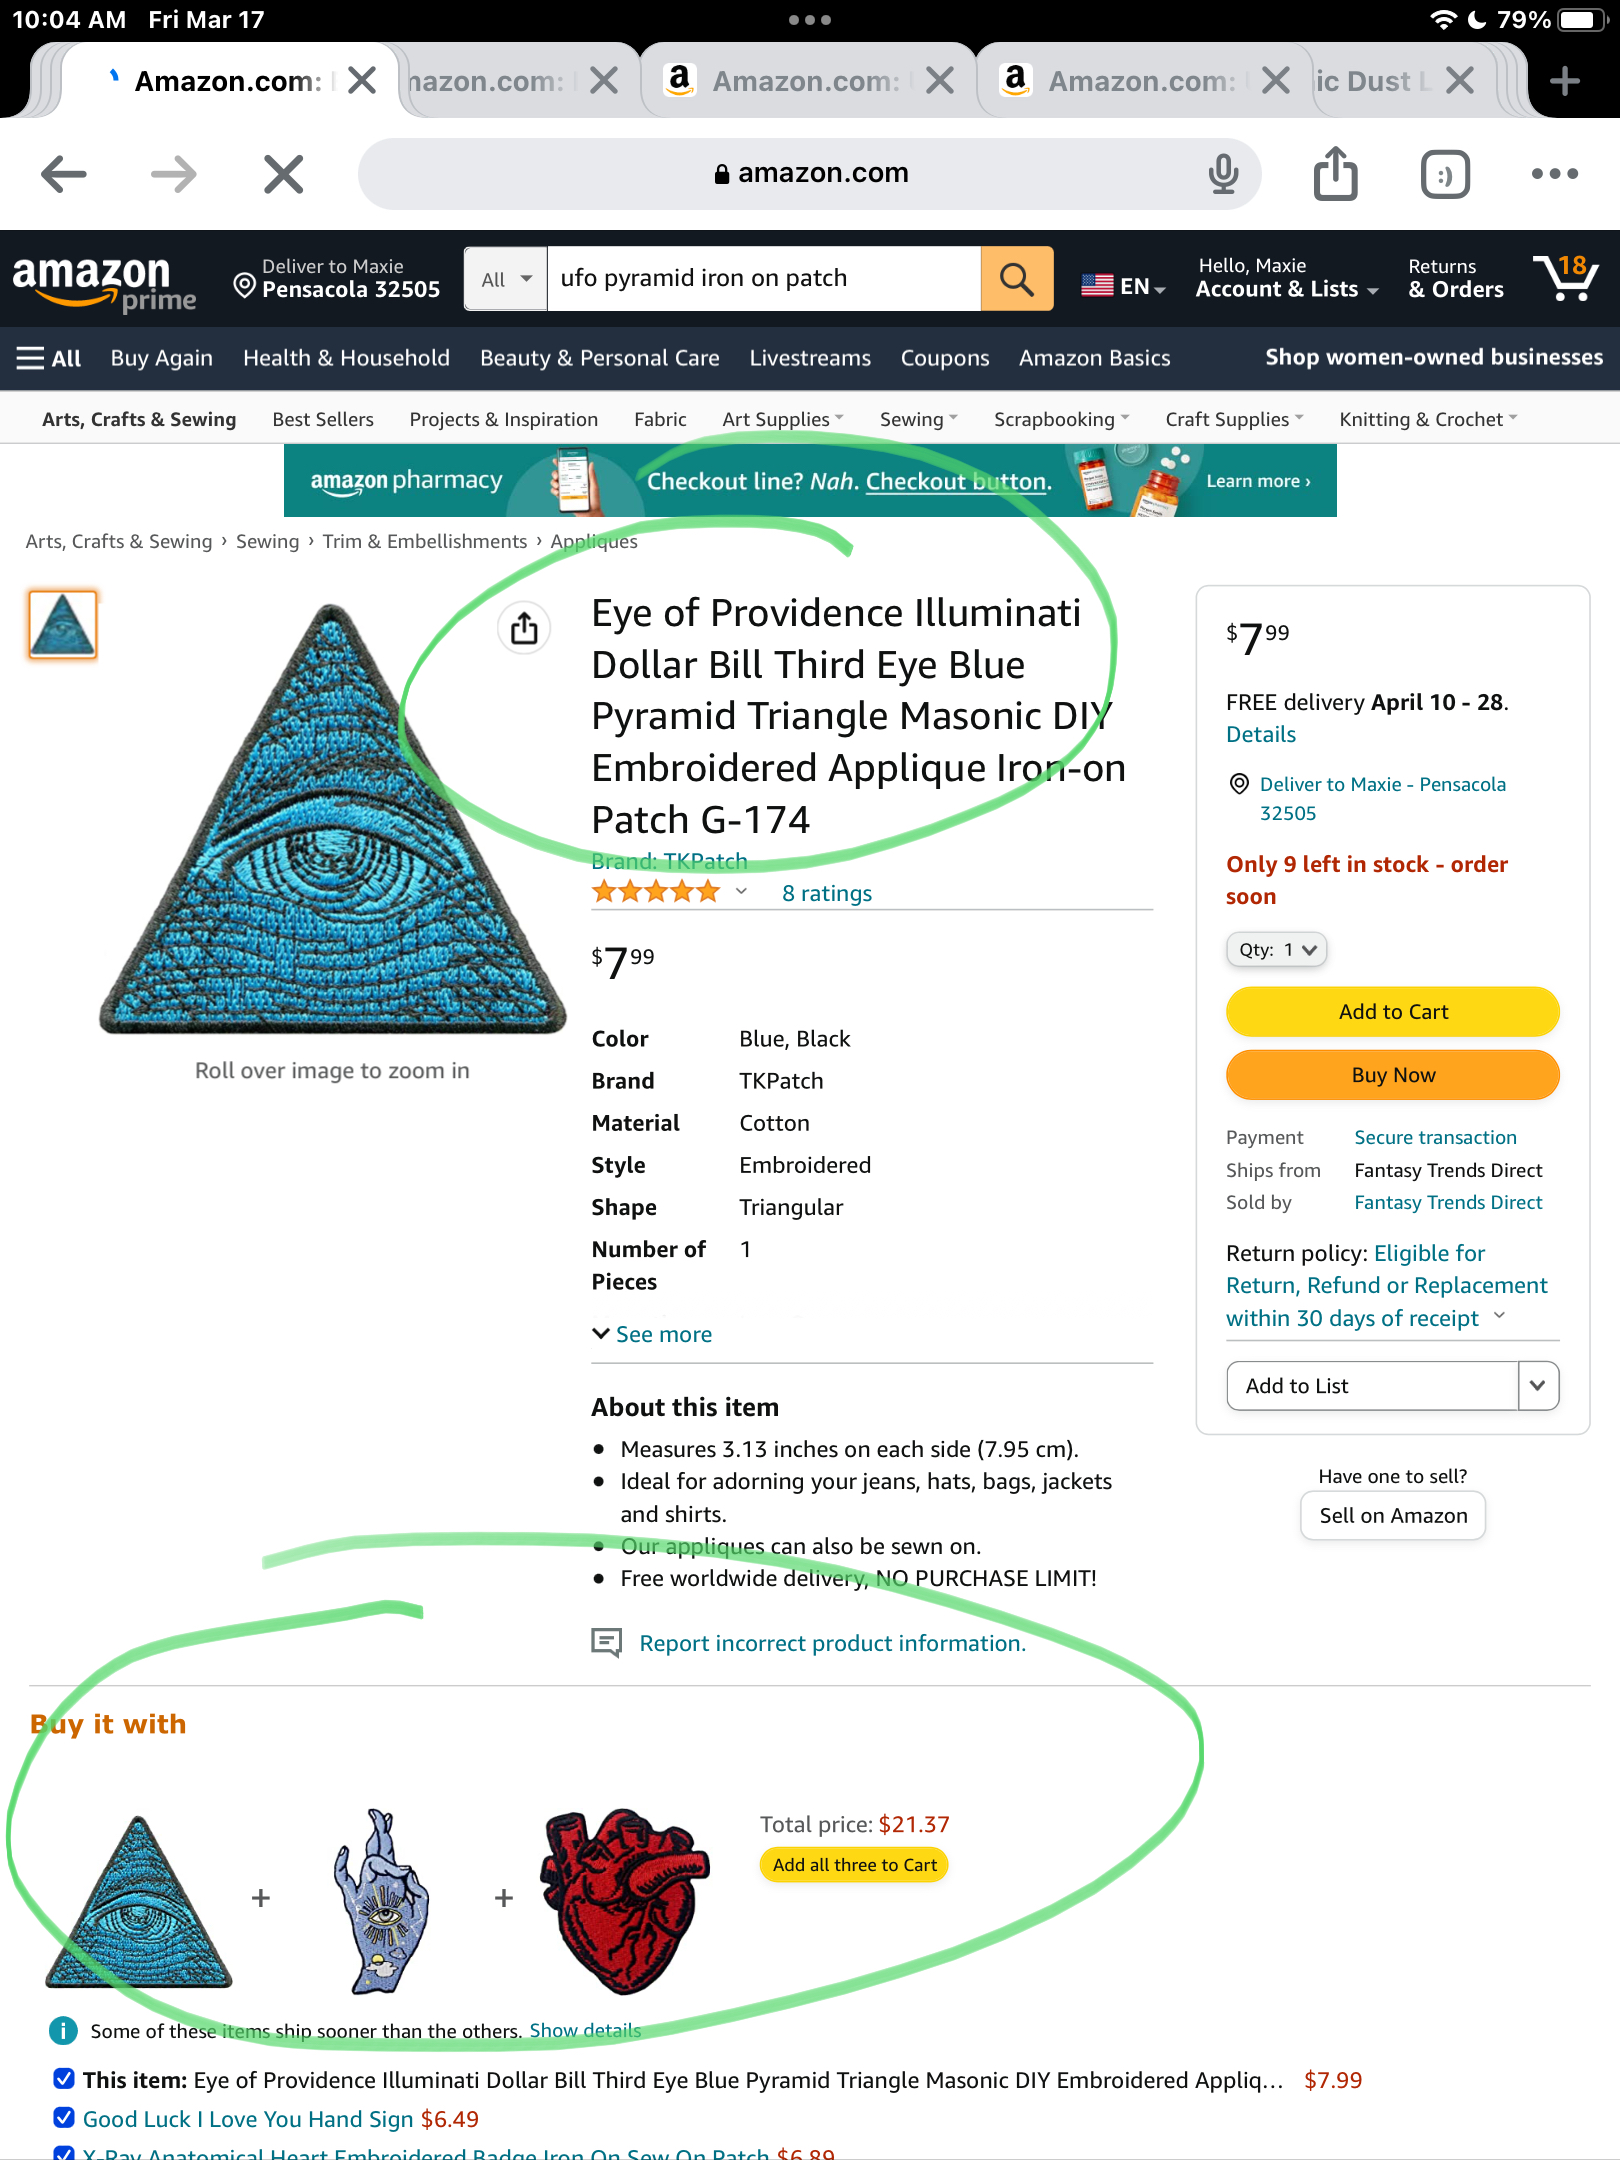 10:04 AM Fri Mar 17
79%
Amazon.com:
nazon.com:
Amazon.com:
Amazon.com:
ic Dust
amazon.com
amazon prime
Deliver to Maxie
Pensacola 32505
All
ufo pyramid iron on patch
EN
Hello, Maxie
Account & Lists
Returns
& Orders
18
All Buy Again Health & Household Beauty & Personal Care Livestreams Coupons Amazon Basics Shop women-owned businesses
Arts, Crafts & Sewing Best Sellers Projects & Inspiration Fabric Art Supplies Sewing Scrapbooking Craft Supplies Knitting & Crochet
amazon pharmacy Checkout line? Nah. Checkout button. Learn more ›
Arts, Crafts & Sewing › Sewing › Trim & Embellishments › Appliques
Eye of Providence Illuminati
Dollar Bill Third Eye Blue
Pyramid Triangle Masonic DIY
Embroidered Applique Iron-on
Patch G-174
Brand: TKPatch
8 ratings
$7 99
Color Blue, Black
Brand TKPatch
Material Cotton
Style Embroidered
Shape Triangular
Number of Pieces 1
See more
Roll over image to zoom in
About this item
• Measures 3.13 inches on each side (7.95 cm).
• Ideal for adorning your jeans, hats, bags, jackets
and shirts.
• Our appliques can also be sewn on.
• Free worldwide delivery, NO PURCHASE LIMIT!
Report incorrect product information.
$7 99
FREE delivery April 10 - 28.
Details
Deliver to Maxie - Pensacola
32505
Only 9 left in stock - order
soon
Qty: 1
Add to Cart
Buy Now
Payment Secure transaction
Ships from Fantasy Trends Direct
Sold by Fantasy Trends Direct
Return policy: Eligible for
Return, Refund or Replacement
within 30 days of receipt
Add to List
Have one to sell?
Sell on Amazon
Buy it with
+ +
Total price: $21.37
Add all three to Cart
Some of these items ship sooner than the others. Show details
This item: Eye of Providence Illuminati Dollar Bill Third Eye Blue Pyramid Triangle Masonic DIY Embroidered Appliq... $7.99
Good Luck I Love You Hand Sign $6.49
X-Ray Anatomical Heart Embroidered Badge Iron On Sew On Patch $6.89